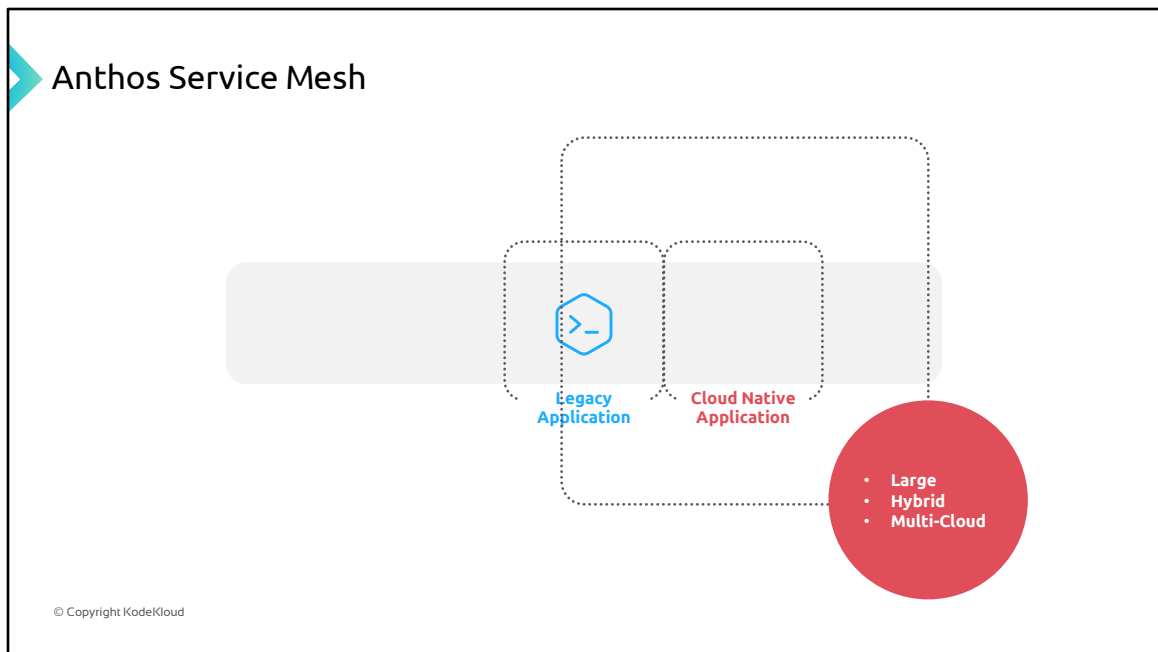 Anthos Service Mesh
Legacy
Application
Cloud Native
Application
• Large
• Hybrid
• Multi-Cloud
© Copyright KodeKloud